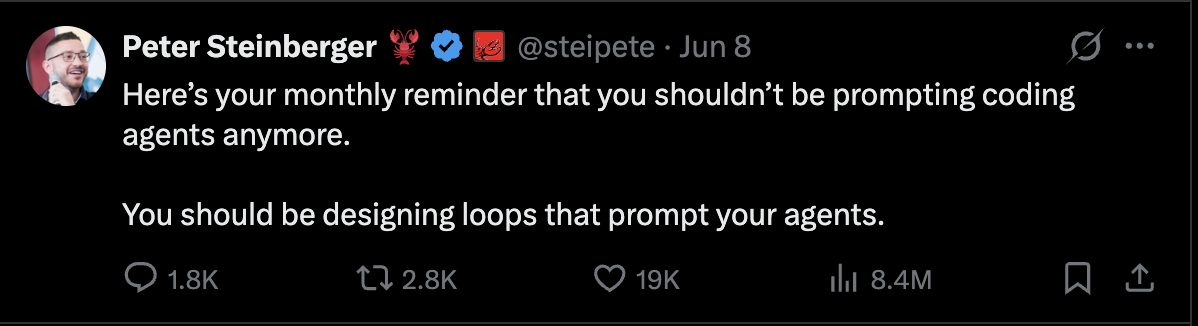 Peter Steinberger @steipete · Jun 8
Here’s your monthly reminder that you shouldn’t be prompting coding
agents anymore.
You should be designing loops that prompt your agents.
1.8K 2.8K 19K 8.4M